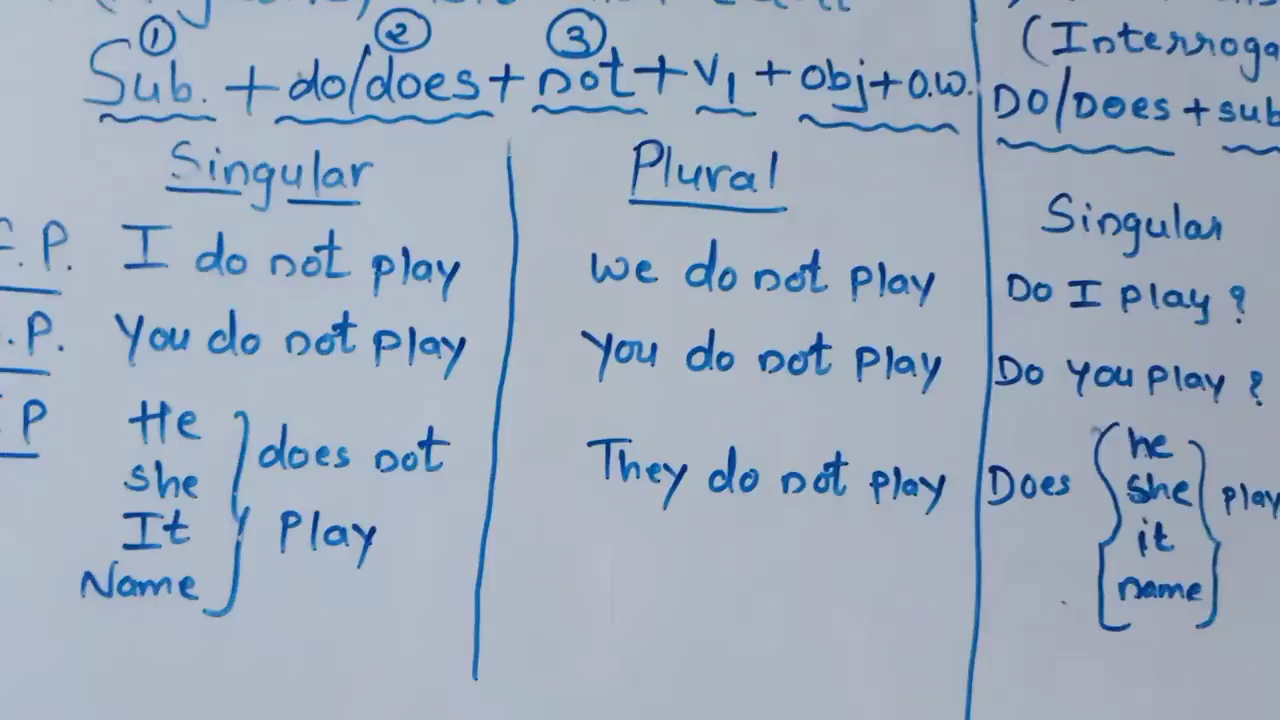 ① ② ③
Sub. + do/does + not + V1 + obj + O.W.
Singular Plural
I do not play We do not play
You do not play You do not play
He
she
It
Name
does not
Play
They do not play
(Interroga
DO/DOES + sub
Singular
Do I play?
Do you play?
Does
he
she
it
name
play